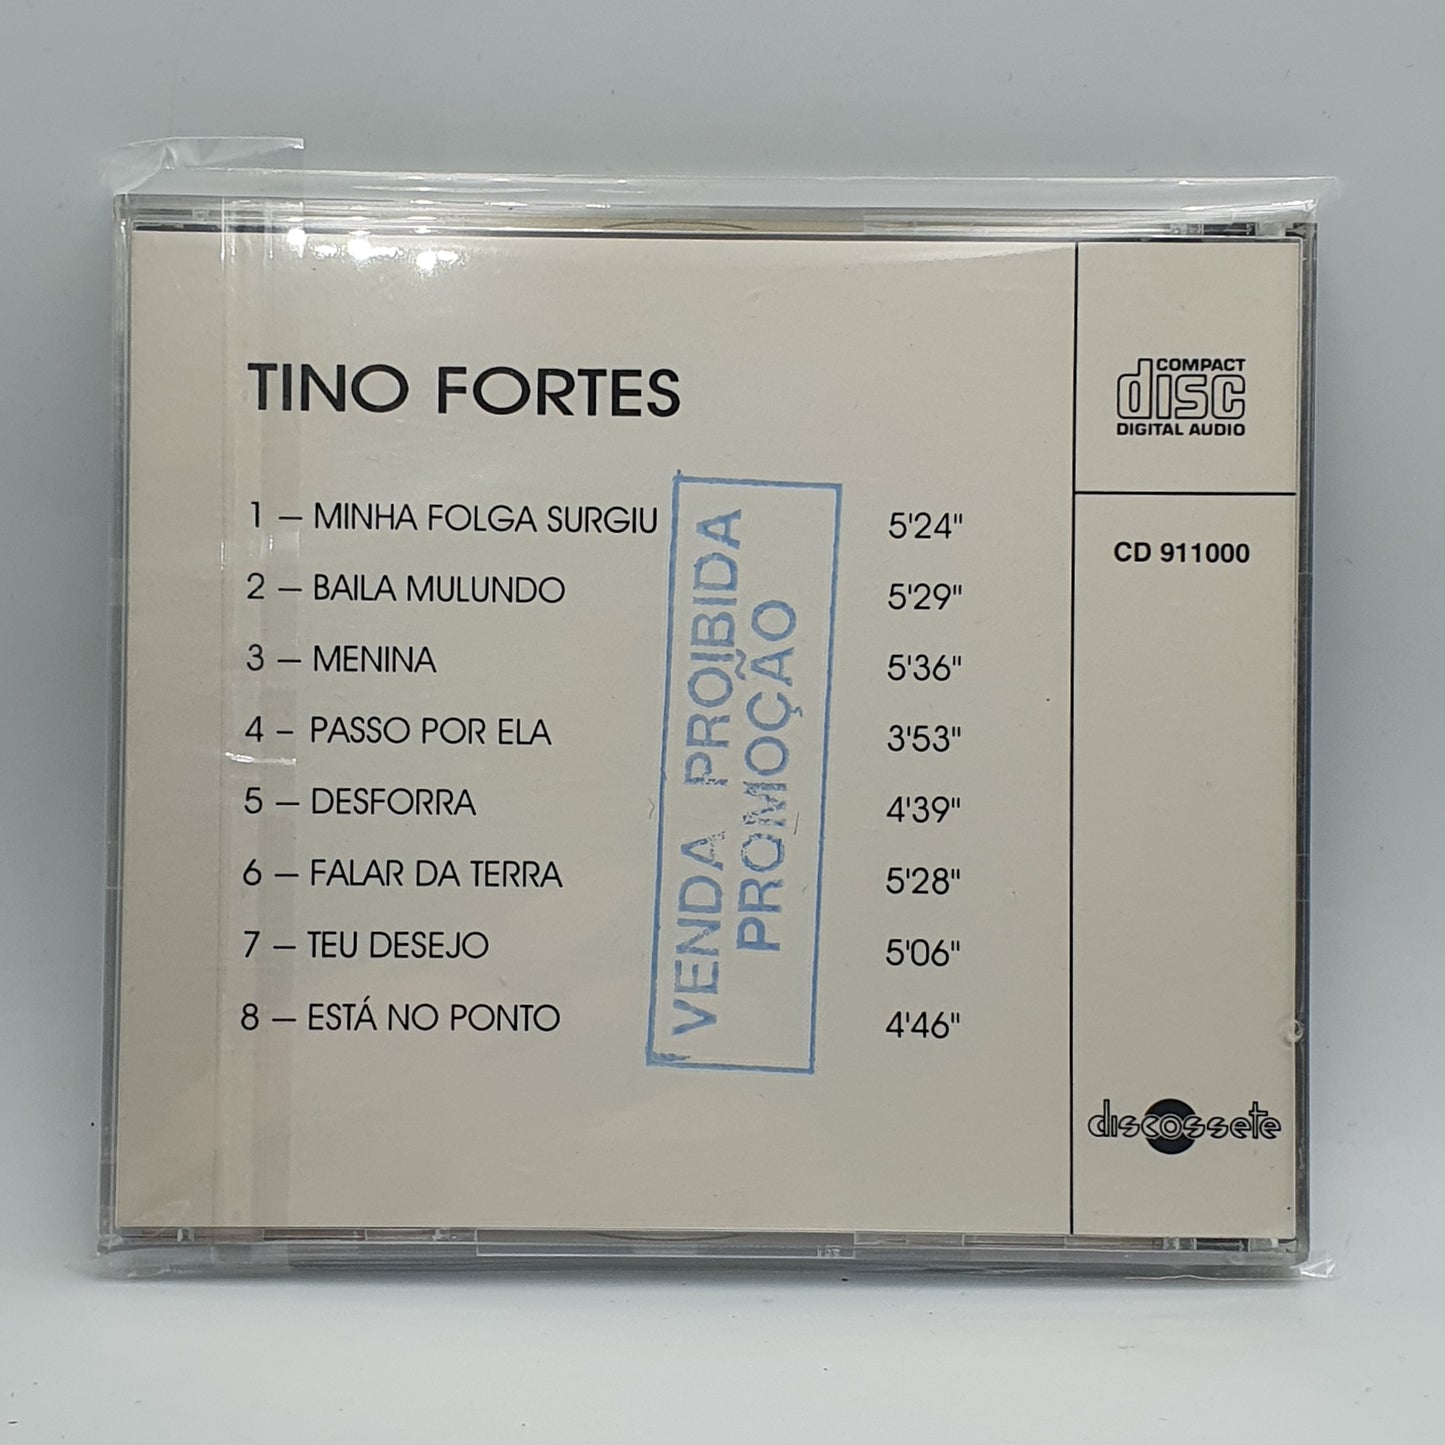 TINO FORTES
1 – MINHA FOLGA SURGIU 5'24"
2 – BAILA MULUNDO 5'29"
3 – MENINA 5'36"
4 – PASSO POR ELA 3'53"
5 – DESFORRA 4'39"
6 – FALAR DA TERRA 5'28"
7 – TEU DESEJO 5'06"
8 – ESTÁ NO PONTO 4'46"
VENDA PROIBIDA
PROMOÇÃO
COMPACT
disc
DIGITAL AUDIO
CD 911000
discossete